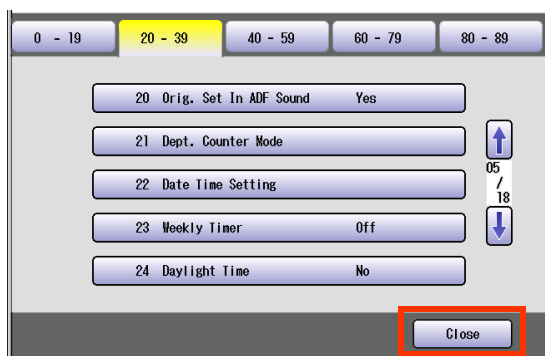 0 - 19 20 - 39 40 - 59 60 - 79 80 - 89
20 Orig. Set In ADF Sound Yes
21 Dept. Counter Mode
22 Date Time Setting
23 Weekly Timer Off
24 Daylight Time No
05
/
18
Close